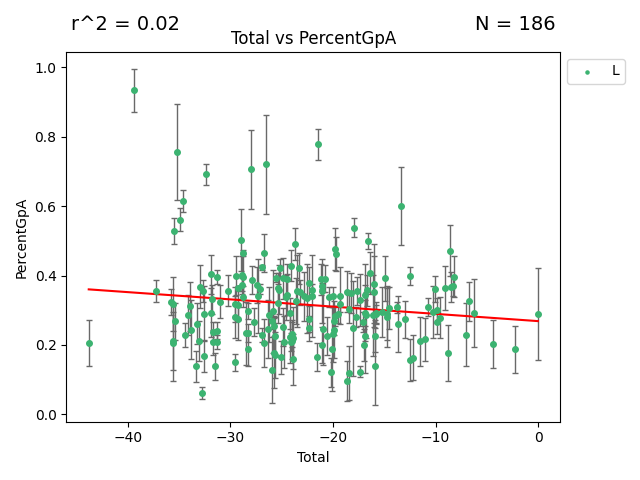 r^2 = 0.02
N = 186
Total vs PercentGpA
L
1.0
0.8
0.6
0.4
0.2
0.0
PercentGpA
−40
−30
−20
−10
0
Total